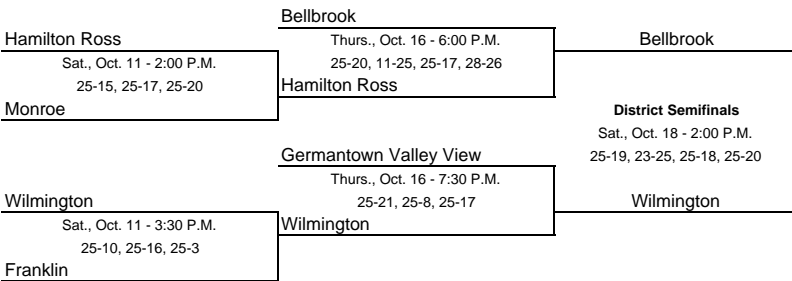 Bellbrook
Hamilton Ross
Thurs., Oct. 16 - 6:00 P.M.
Bellbrook
Sat., Oct. 11 - 2:00 P.M.
25-20, 11-25, 25-17, 28-26
25-15, 25-17, 25-20
Hamilton Ross
Monroe
District Semifinals
Sat., Oct. 18 - 2:00 P.M.
Germantown Valley View
25-19, 23-25, 25-18, 25-20
Thurs., Oct. 16 - 7:30 P.M.
Wilmington
25-21, 25-8, 25-17
Wilmington
Sat., Oct. 11 - 3:30 P.M.
Wilmington
25-10, 25-16, 25-3
Franklin